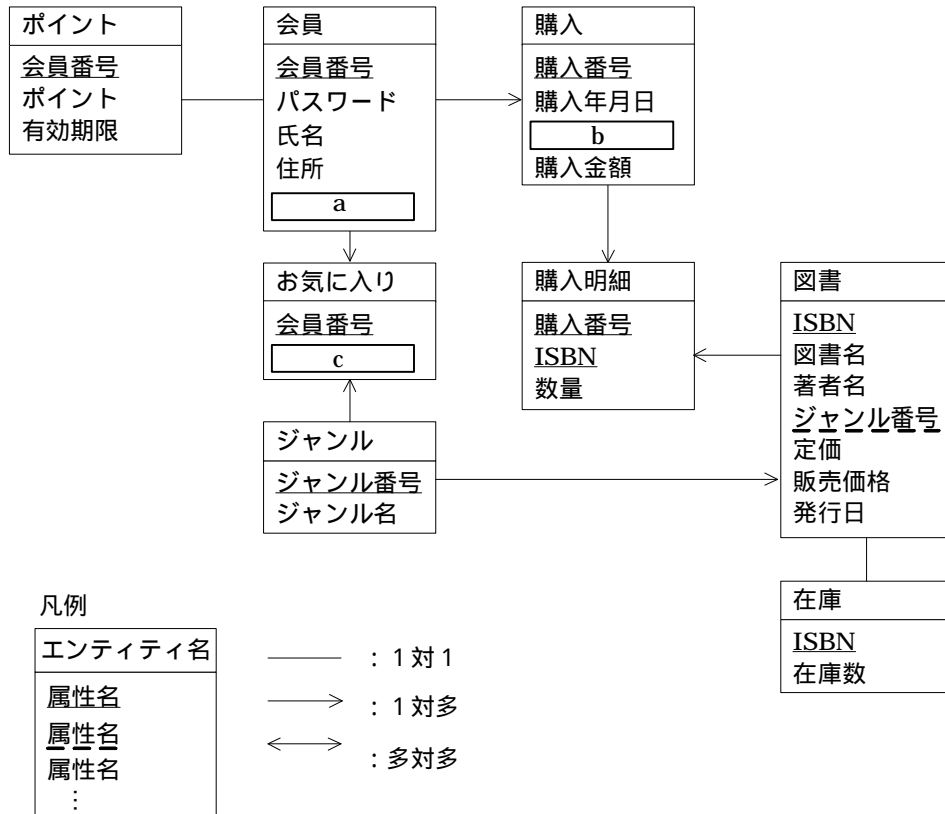 ポイント
会員番号
ポイント
有効期限
会員
会員番号
パスワード
氏名
住所
a
購入
購入番号
購入年月日
b
購入金額
お気に入り
会員番号
c
購入明細
購入番号
ISBN
数量
図書
ISBN
図書名
著者名
ジャンル番号
定価
販売価格
発行日
ジャンル
ジャンル番号
ジャンル名
在庫
ISBN
在庫数
凡例
エンティティ名
属性名
属性名
属性名
⋮
：1対1
：1対多
：多対多